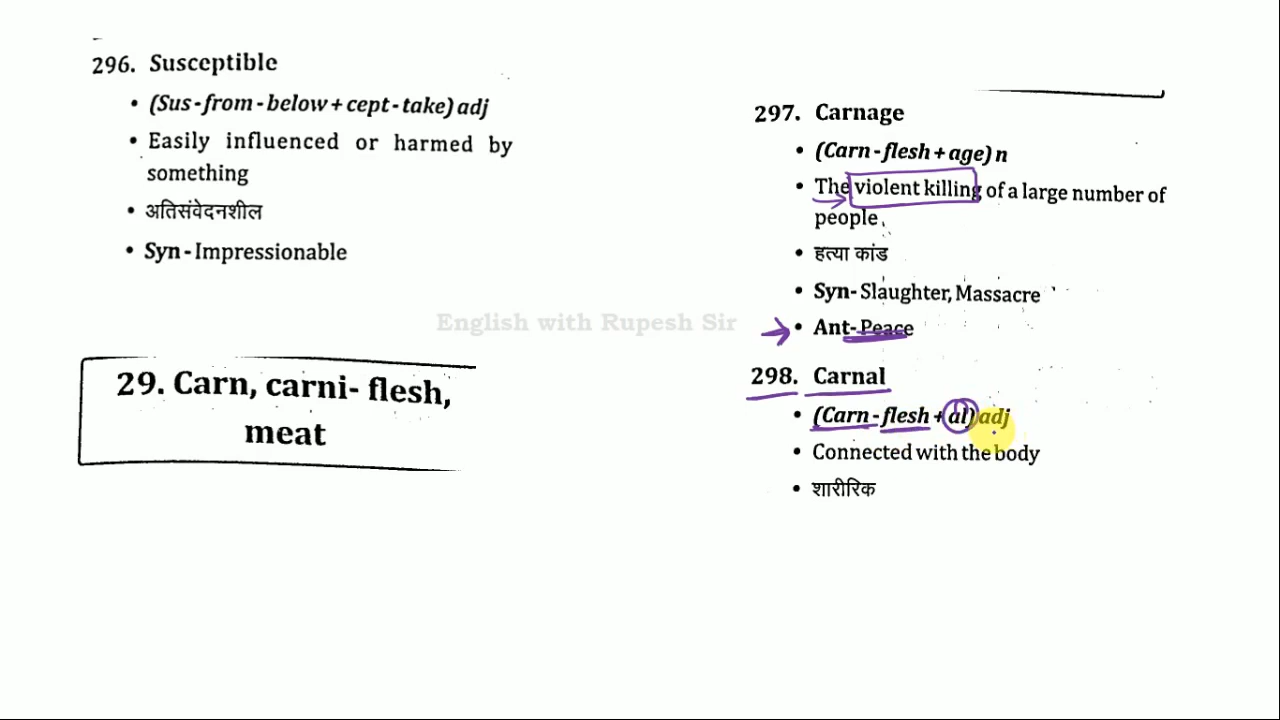 296. Susceptible
• (Sus-from-below+cept-take) adj
• Easily influenced or harmed by
something
• अतिसंवेदनशील
• Syn-Impressionable
29. Carn, carni- flesh,
meat
297. Carnage
• (Carn-flesh+age) n
• The violent killing of a large number of
people
• हत्या कांड
• Syn- Slaughter, Massacre
• Ant-Peace
298. Carnal
• (Carn-flesh+al) adj
• Connected with the body
• शारीरिक
English with Rupesh Sir